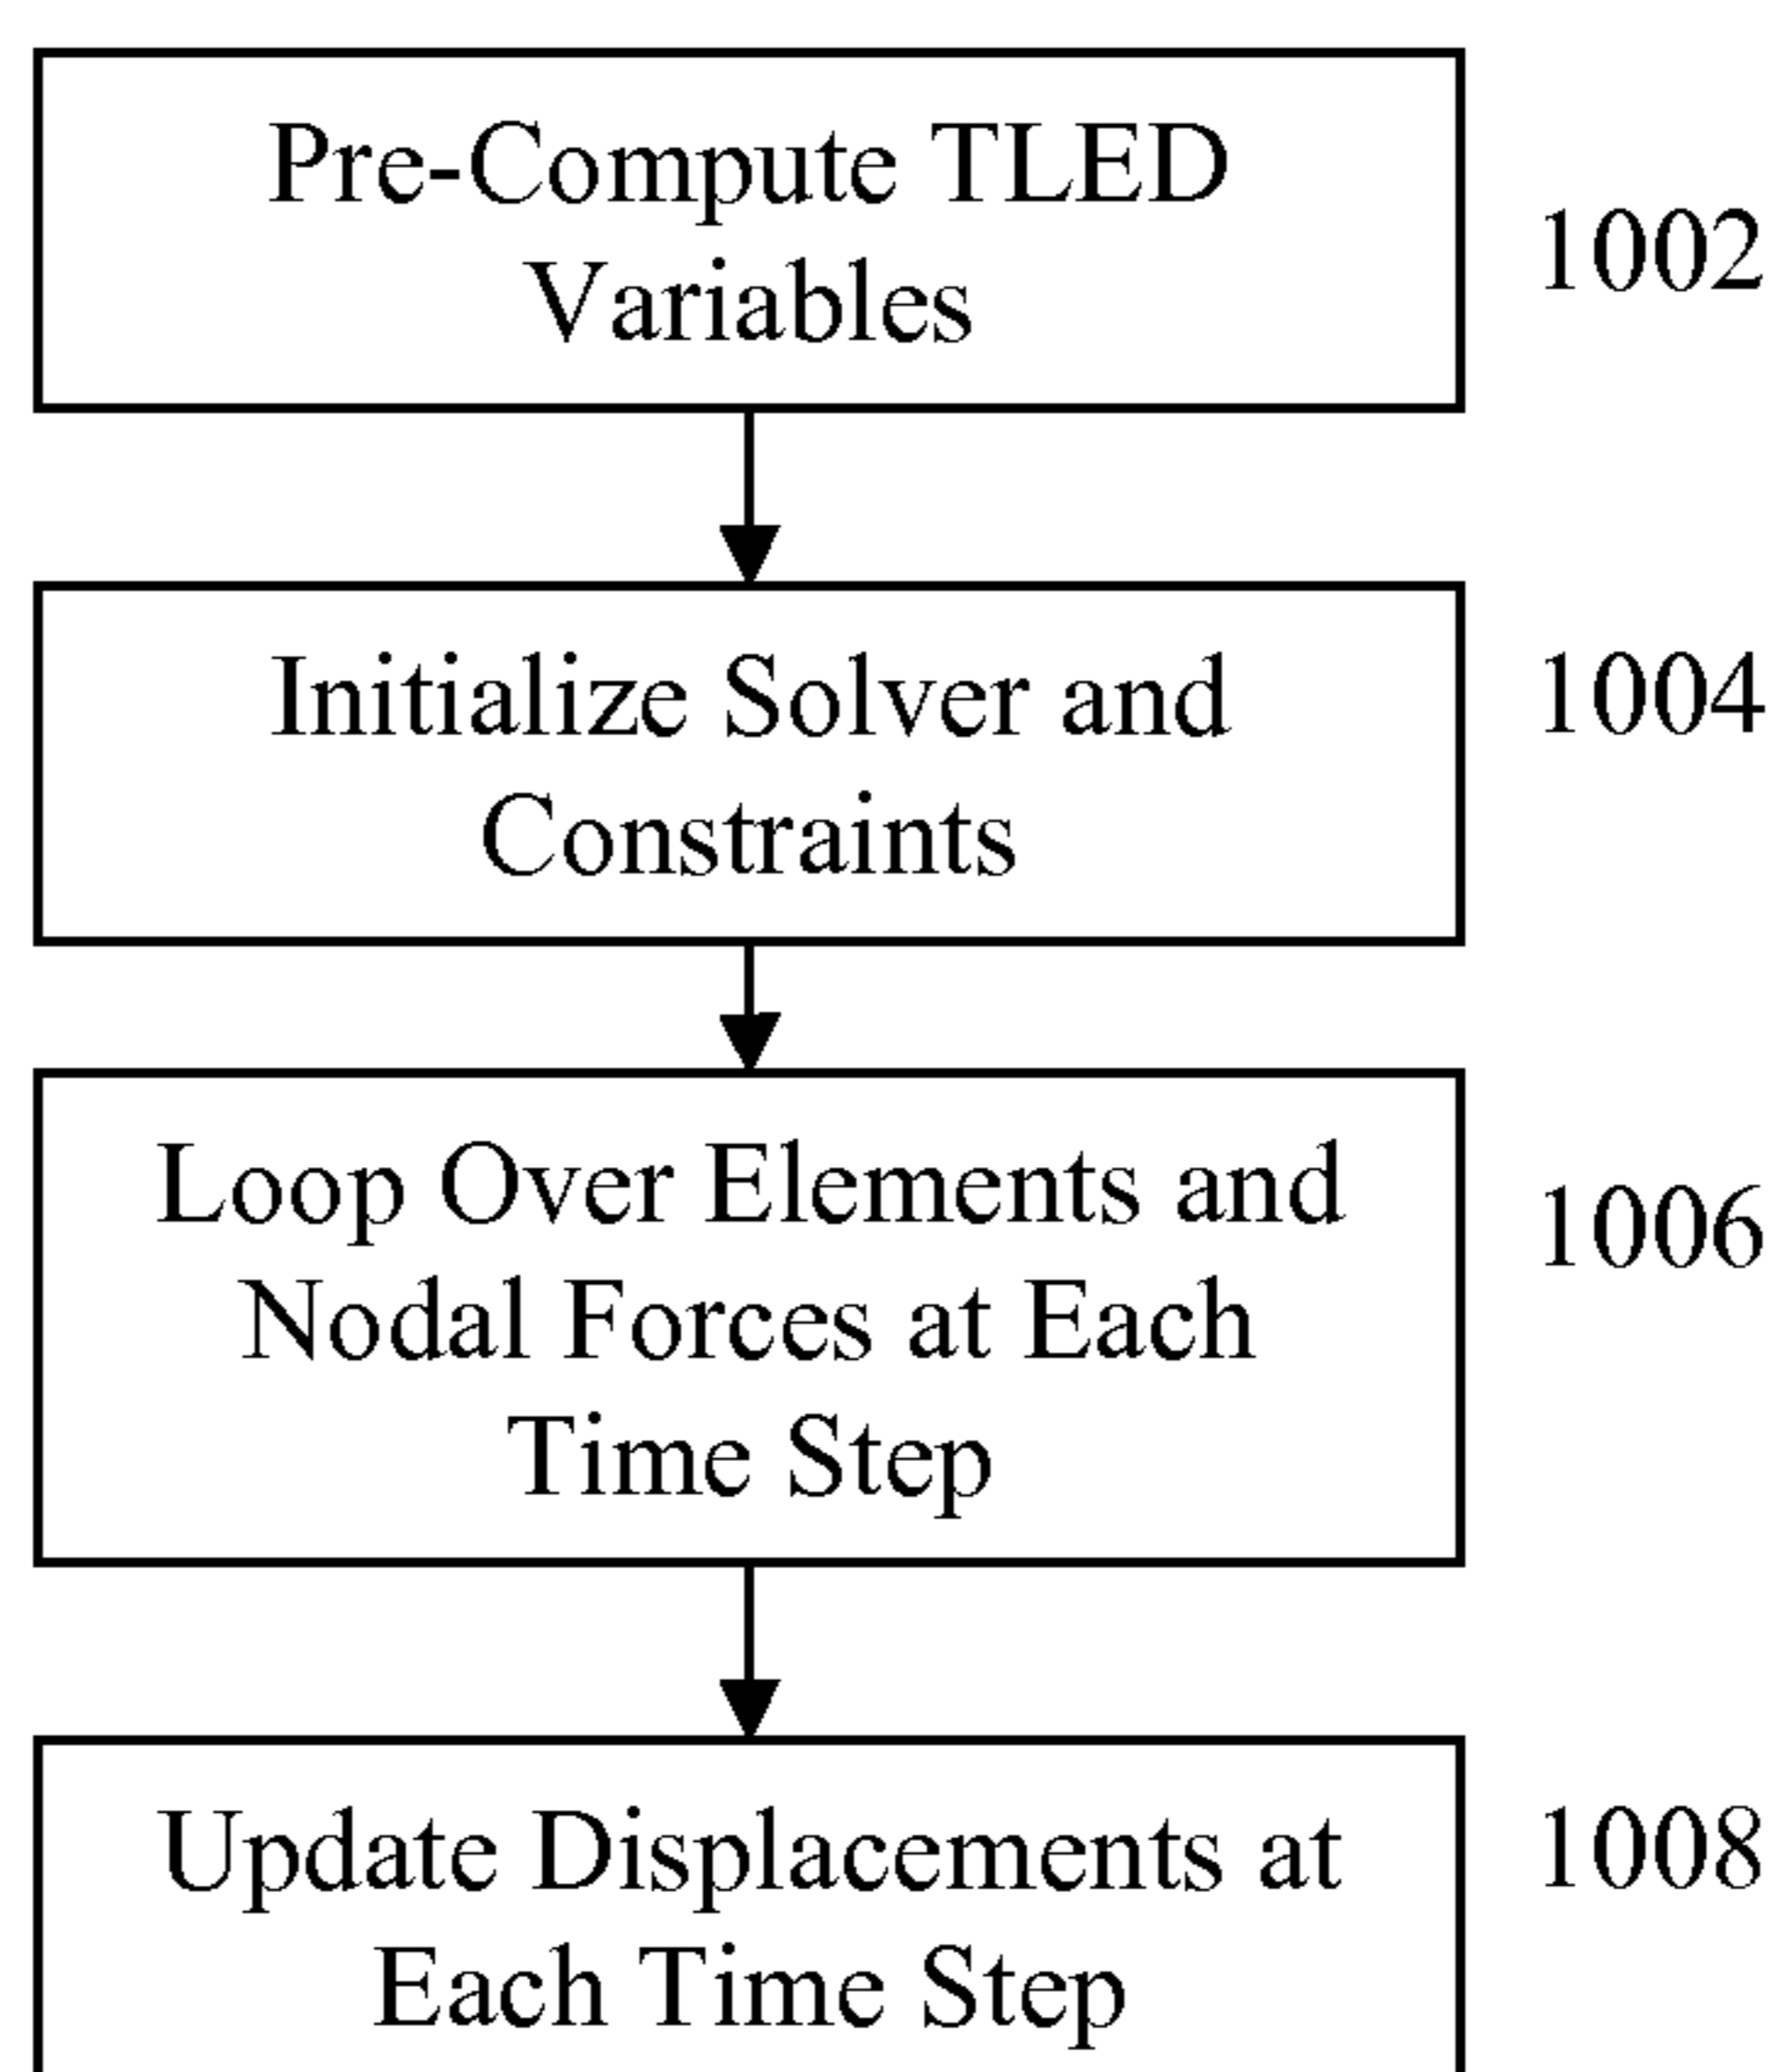 Pre-Compute TLED
Variables
1002
Initialize Solver and
Constraints
1004
Loop Over Elements and
Nodal Forces at Each
Time Step
1006
Update Displacements at
Each Time Step
1008